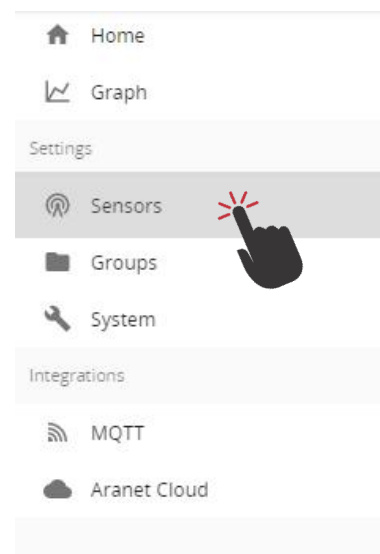 Home
Graph
Settings
Sensors
Groups
System
Integrations
MQTT
Aranet Cloud